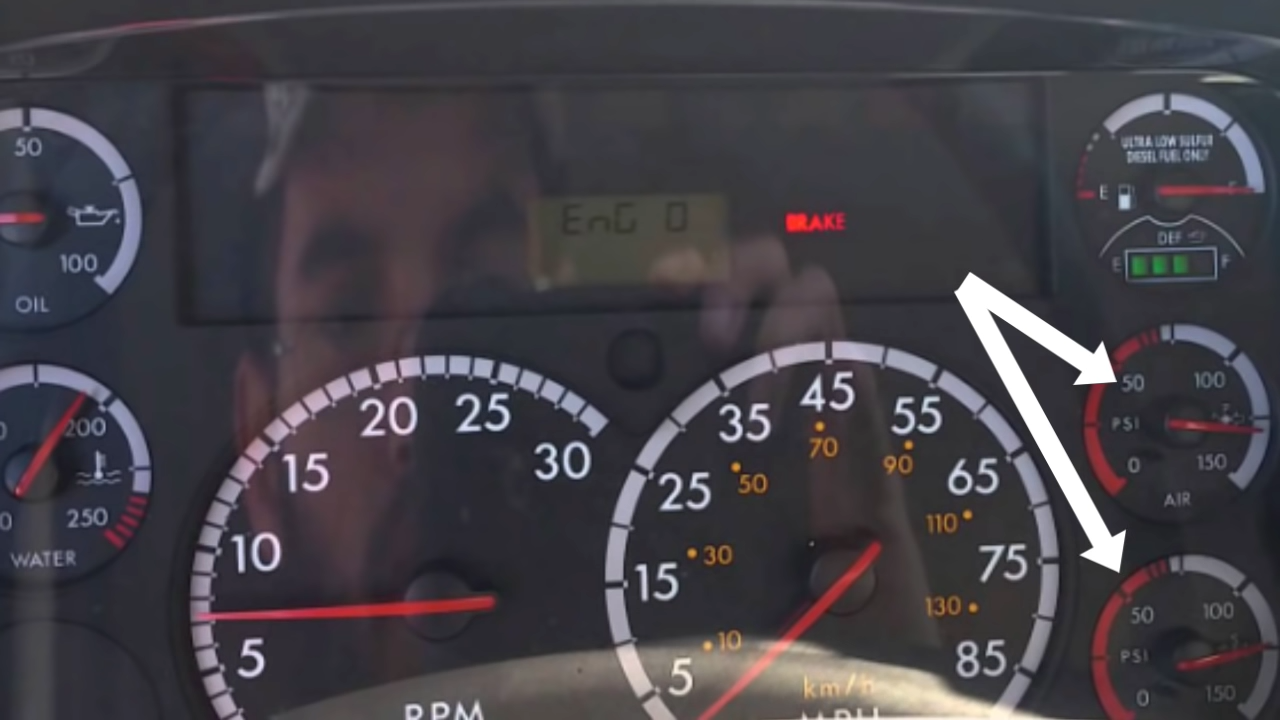 50
100
OIL
200
250
WATER
EnG 0
BRAKE
ULTRA LOW SULFUR
DIESEL FUEL ONLY
E F
DEF
E F
50 100
PSI
0 150
AIR
50 100
PSI
0 150
5
10
15
20
25
30
RPM
5
15
25
35
45
55
65
75
85
10
30
50
70
90
110
130
km/h
MPH